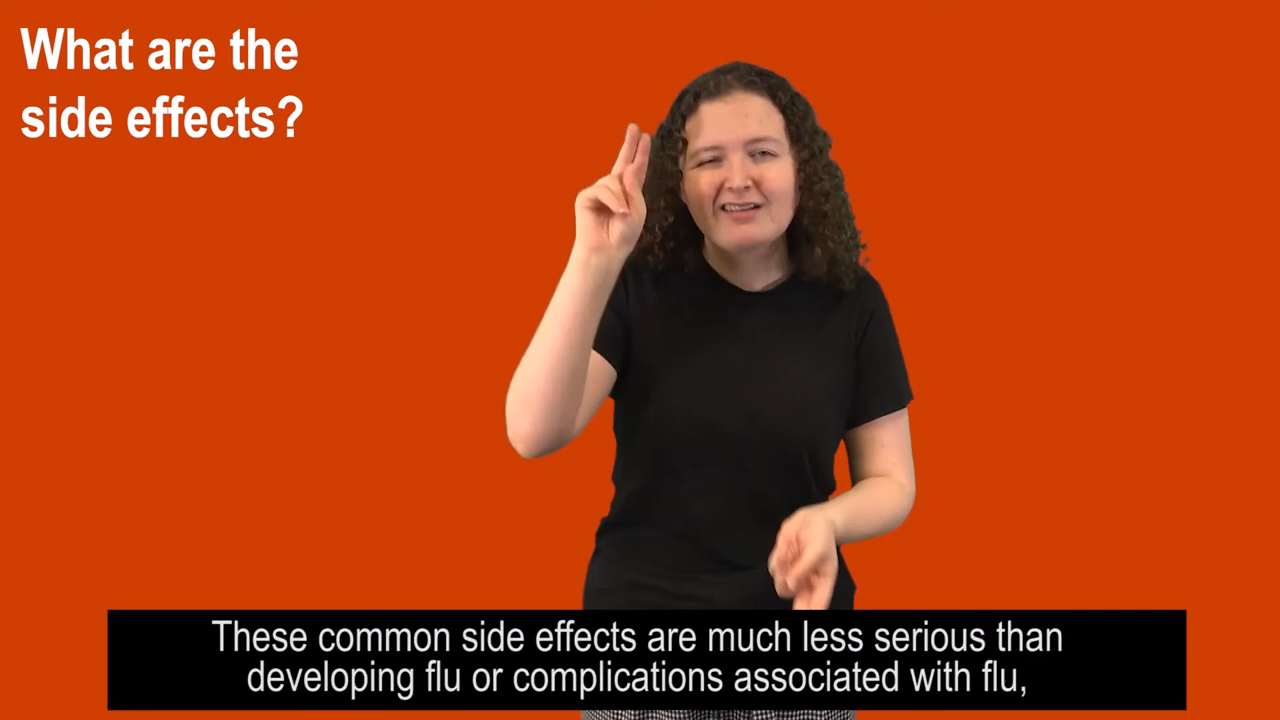 What are the
side effects?
These common side effects are much less serious than
developing flu or complications associated with flu,